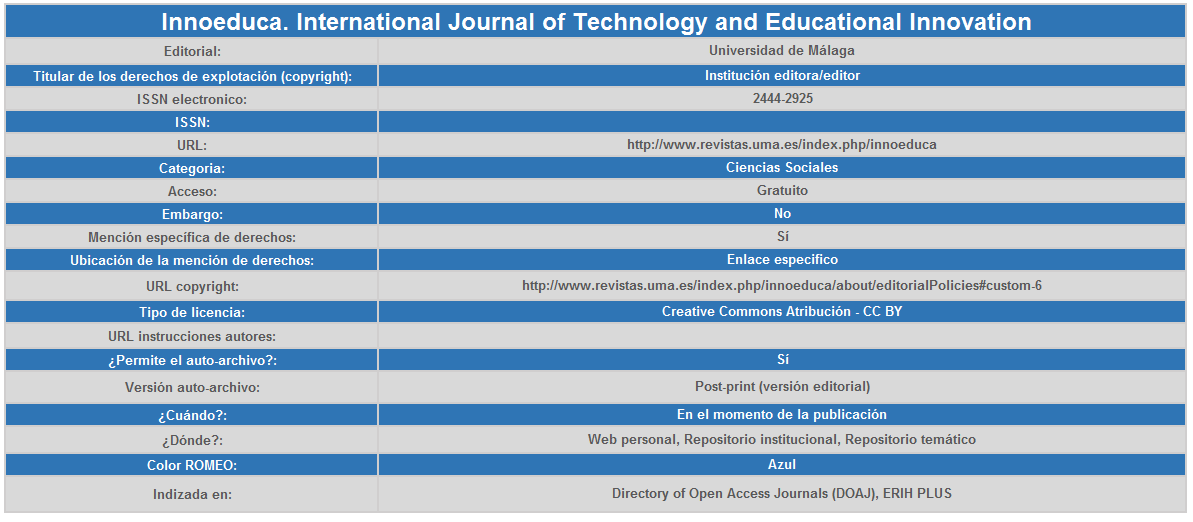 Innoeduca. International Journal of Technology and Educational Innovation
Editorial: Universidad de Málaga
Titular de los derechos de explotación (copyright): Institución editora/editor
ISSN electronico: 2444-2925
ISSN:
URL: http://www.revistas.uma.es/index.php/innoeduca
Categoria: Ciencias Sociales
Acceso: Gratuito
Embargo: No
Mención específica de derechos: Sí
Ubicación de la mención de derechos: Enlace especifico
URL copyright: http://www.revistas.uma.es/index.php/innoeduca/about/editorialPolicies#custom-6
Tipo de licencia: Creative Commons Atribución - CC BY
URL instrucciones autores:
¿Permite el auto-archivo?: Sí
Versión auto-archivo: Post-print (versión editorial)
¿Cuándo?: En el momento de la publicación
¿Dónde?: Web personal, Repositorio institucional, Repositorio temático
Color ROMEO: Azul
Indizada en: Directory of Open Access Journals (DOAJ), ERIH PLUS